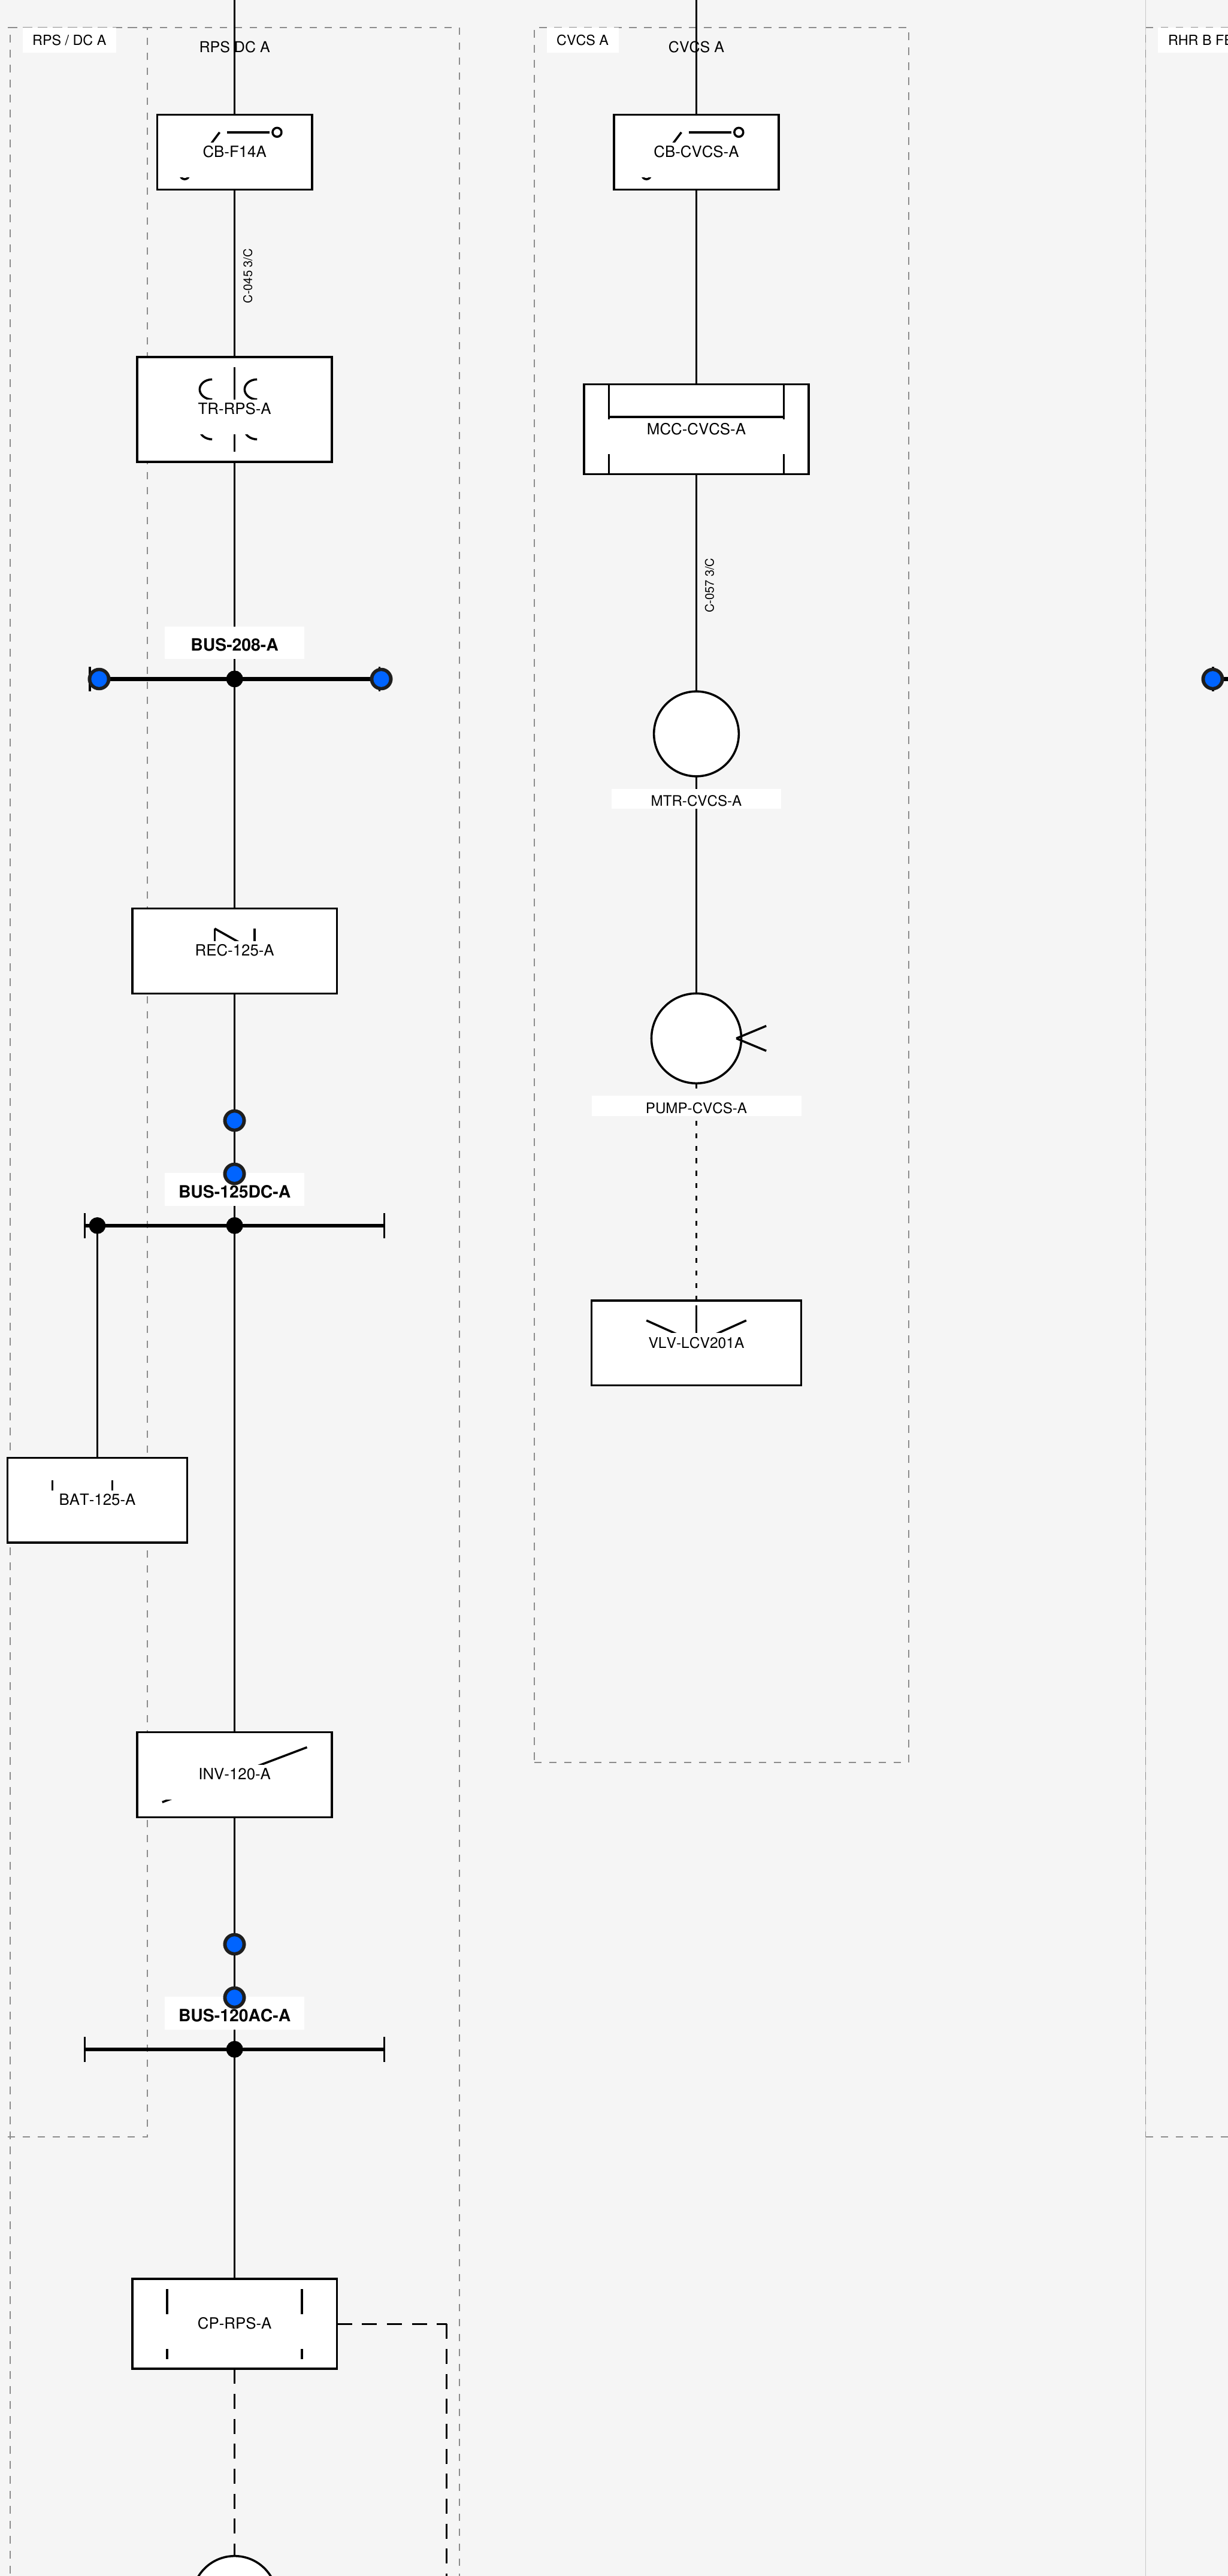 RPS / DC A
RPS DC A
CVCS A
CVCS A
RHR B
CB-F14A
CB-CVCS-A
C-045 3/C
TR-RPS-A
MCC-CVCS-A
C-057 3/C
BUS-208-A
MTR-CVCS-A
REC-125-A
PUMP-CVCS-A
BUS-125DC-A
VLV-LCV201A
BAT-125-A
INV-120-A
BUS-120AC-A
CP-RPS-A